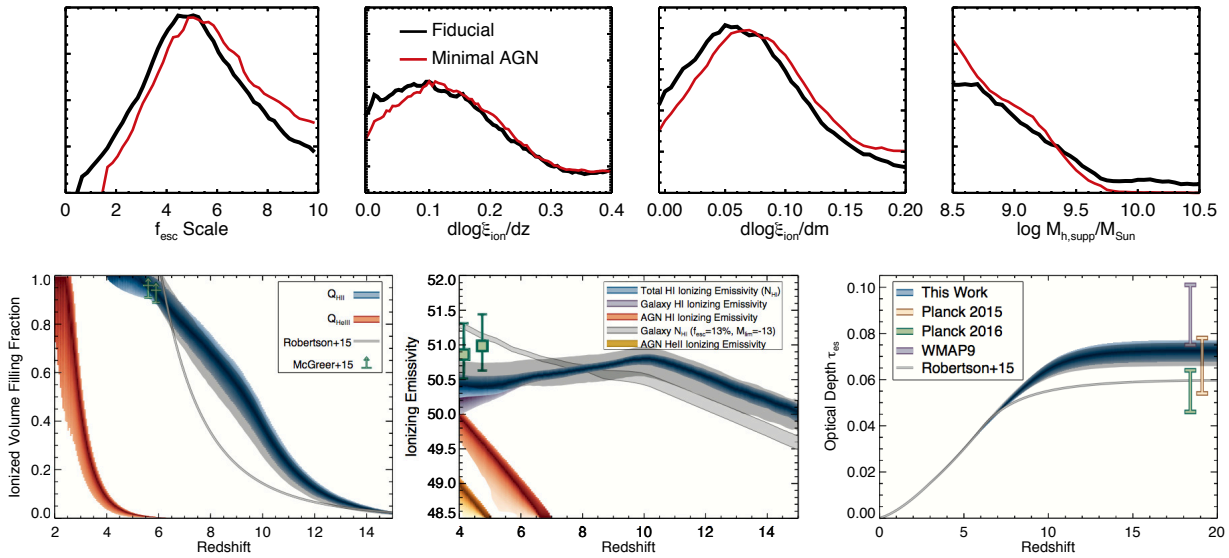 Fiducial
Minimal AGN
0 2 4 6 8 10
f_esc Scale
0.0 0.1 0.2 0.3 0.4
dlogξ_ion/dz
0.00 0.05 0.10 0.15 0.20
dlogξ_ion/dm
8.5 9.0 9.5 10.0 10.5
log M_h,supp/M_Sun
Ionized Volume Filling Fraction
1.0
0.8
0.6
0.4
0.2
0.0
Q_HII
Q_HeIII
Robertson+15
McGreer+15
2 4 6 8 10 12 14
Redshift
Ionizing Emissivity
52.0
51.5
51.0
50.5
50.0
49.5
49.0
48.5
Total HI Ionizing Emissivity (N_HI)
Galaxy HI Ionizing Emissivity
AGN HI Ionizing Emissivity
Galaxy N_HI (f_esc=13%, M_lim=-13)
AGN HeII Ionizing Emissivity
4 6 8 10 12 14
Redshift
Optical Depth τ_es
0.10
0.08
0.06
0.04
0.02
0.00
This Work
Planck 2015
Planck 2016
WMAP9
Robertson+15
0 5 10 15 20
Redshift